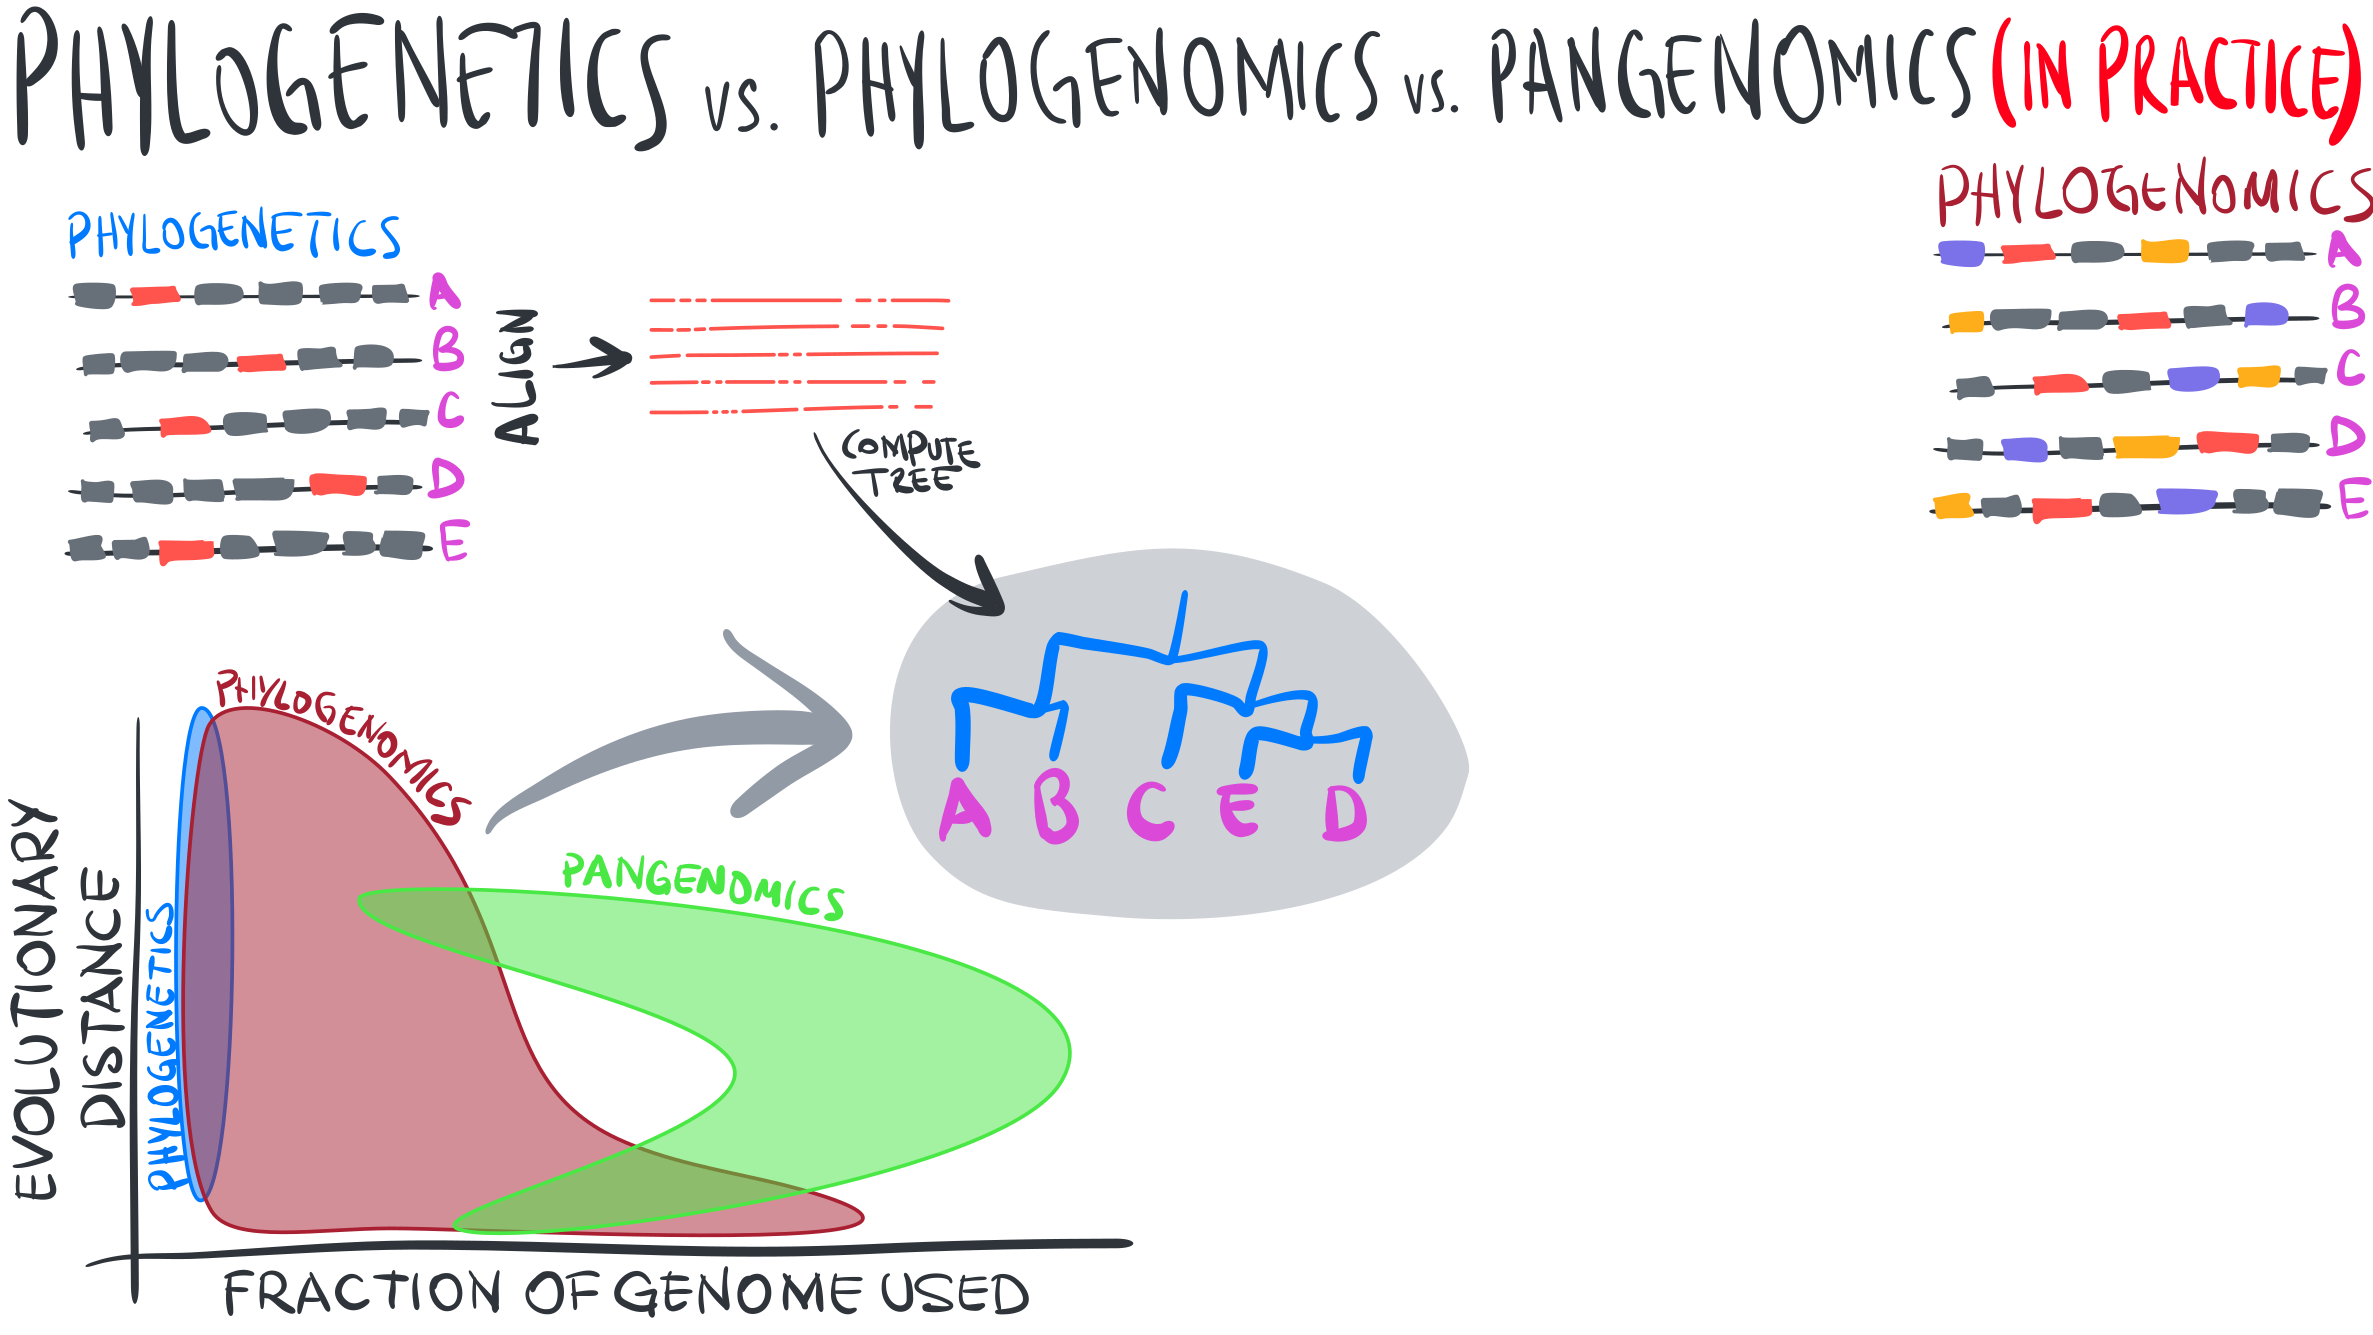 PHYLOGENETICS vs. PHYLOGENOMICS vs. PANGENOMICS (IN PRACTICE)
PHYLOGENETICS
A
B
C
D
E
ALIGN
COMPUTE
TREE
PHYLOGENOMICS
A
B
C
D
E
A B C E D
EVOLUTIONARY
DISTANCE
PHYLOGENETICS
PHYLOGENOMICS
PANGENOMICS
FRACTION OF GENOME USED